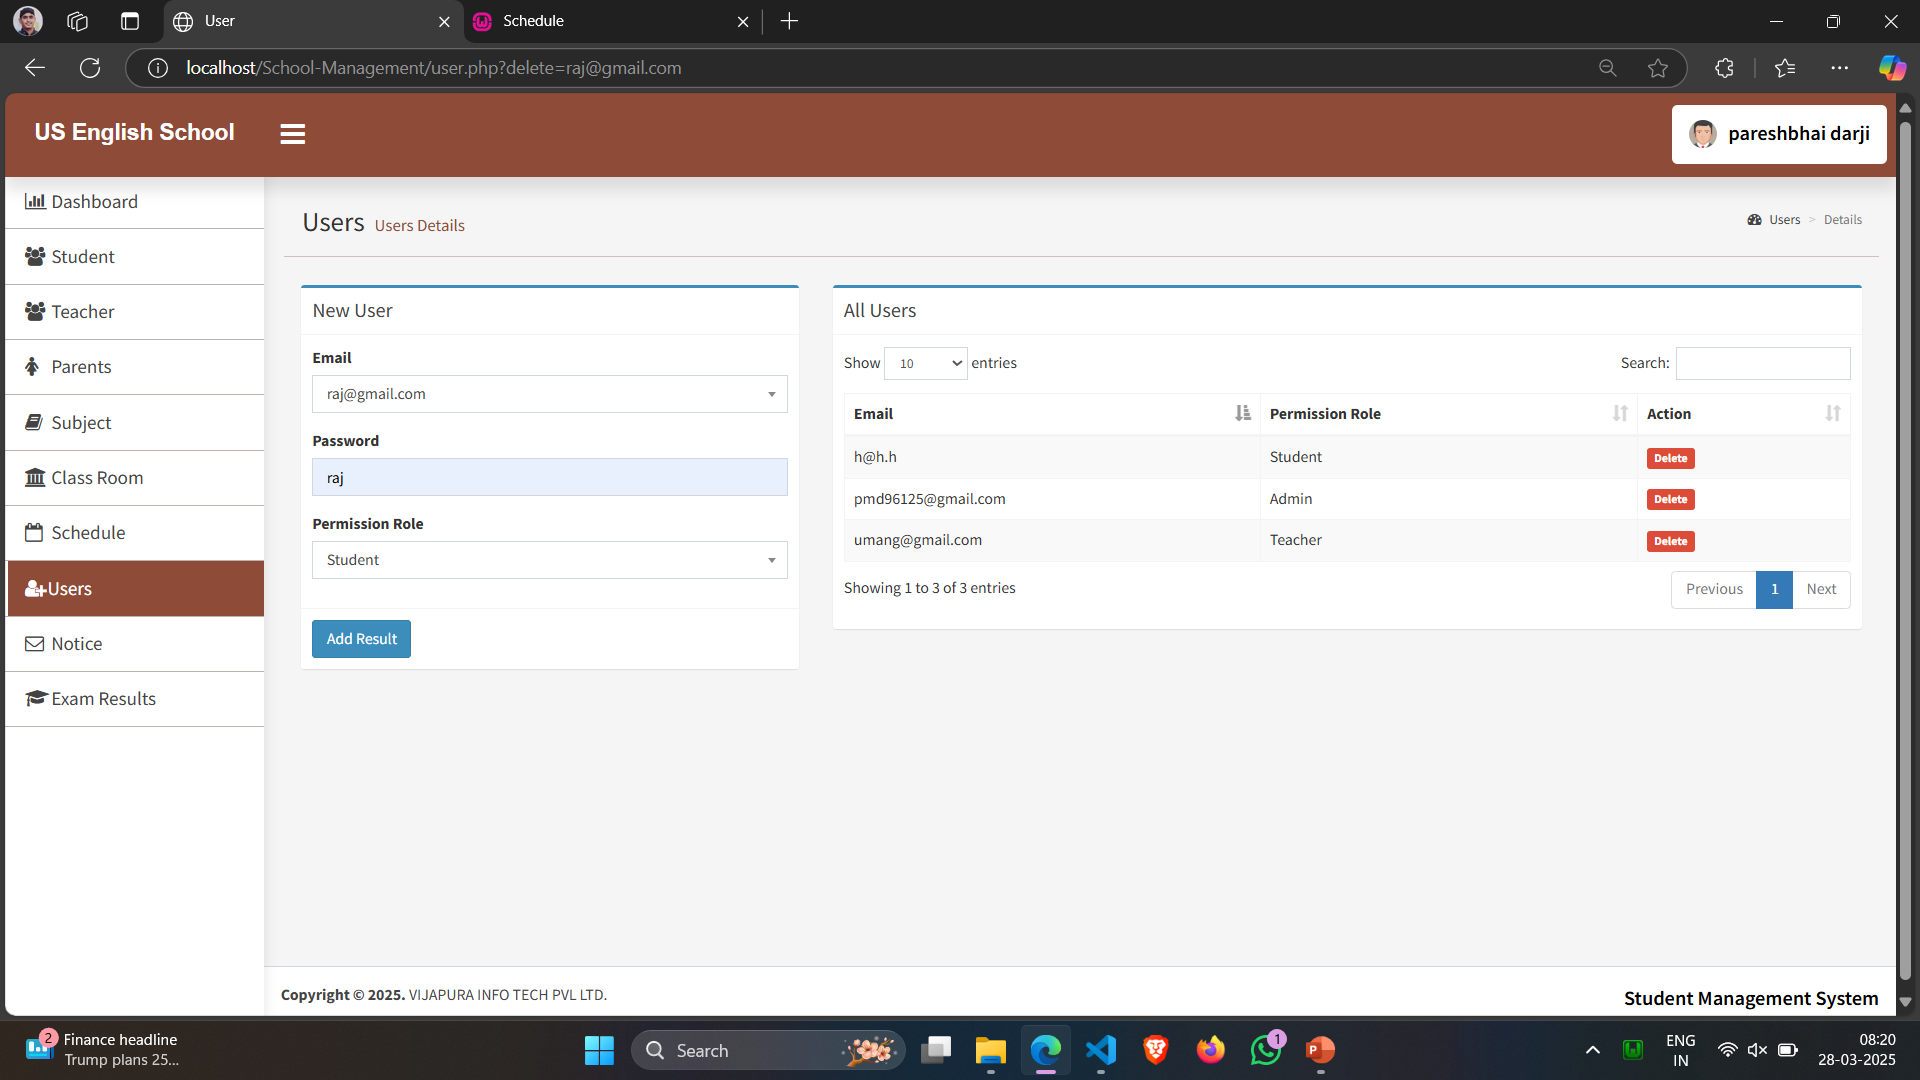 User
Schedule
localhost/School-Management/user.php?delete=raj@gmail.com
US English School
pareshbhai darji
Dashboard
Student
Teacher
Parents
Subject
Class Room
Schedule
Users
Notice
Exam Results
Users Users Details
Users > Details
New User
Email
raj@gmail.com
Password
raj
Permission Role
Student
Add Result
All Users
Show 10 entries
Search:
Email Permission Role Action
h@h.h Student Delete
pmd96125@gmail.com Admin Delete
umang@gmail.com Teacher Delete
Showing 1 to 3 of 3 entries
Previous 1 Next
Copyright © 2025. VIJAPURA INFO TECH PVL LTD.
Student Management System
2
Finance headline
Trump plans 25...
Search
1
P
ENG
IN
08:20
28-03-2025